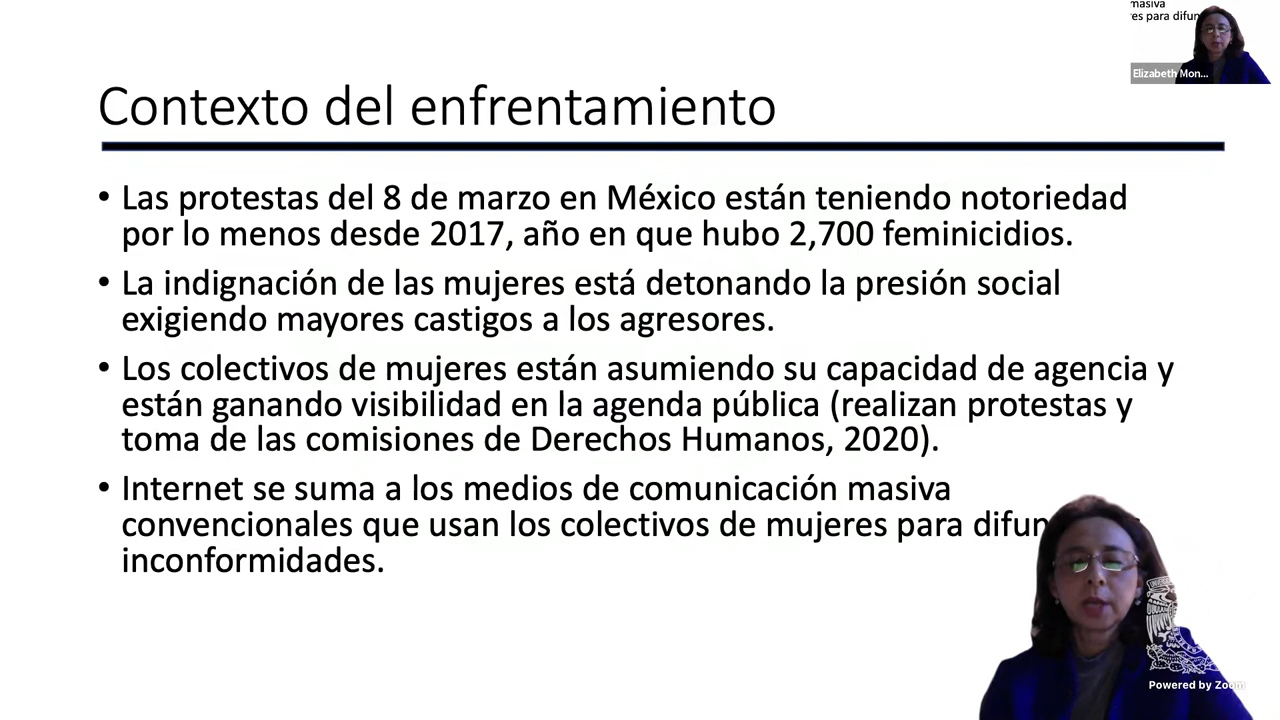 masiva
res para difun
Elizabeth Mon...
Contexto del enfrentamiento
• Las protestas del 8 de marzo en México están teniendo notoriedad
por lo menos desde 2017, año en que hubo 2,700 feminicidios.
• La indignación de las mujeres está detonando la presión social
exigiendo mayores castigos a los agresores.
• Los colectivos de mujeres están asumiendo su capacidad de agencia y
están ganando visibilidad en la agenda pública (realizan protestas y
toma de las comisiones de Derechos Humanos, 2020).
• Internet se suma a los medios de comunicación masiva
convencionales que usan los colectivos de mujeres para difun
inconformidades.
Powered by Zoom